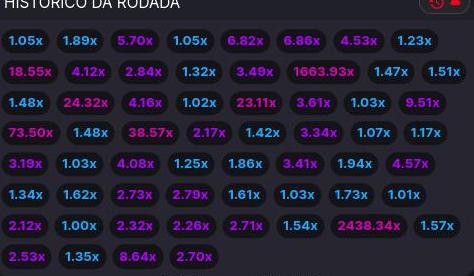 HISTÓRICO DA RODADA
1.05x 1.89x 5.70x 1.05x 6.82x 6.86x 4.53x 1.23x
18.55x 4.12x 2.84x 1.32x 3.49x 1663.93x 1.47x 1.51x
1.48x 24.32x 4.16x 1.02x 23.11x 3.61x 1.03x 9.51x
73.50x 1.48x 38.57x 2.17x 1.42x 3.34x 1.07x 1.17x
3.19x 1.03x 4.08x 1.25x 1.86x 3.41x 1.94x 4.57x
1.34x 1.62x 2.73x 2.79x 1.61x 1.03x 1.73x 1.01x
2.12x 1.00x 2.32x 2.26x 2.71x 1.54x 2438.34x 1.57x
2.53x 1.35x 8.64x 2.70x